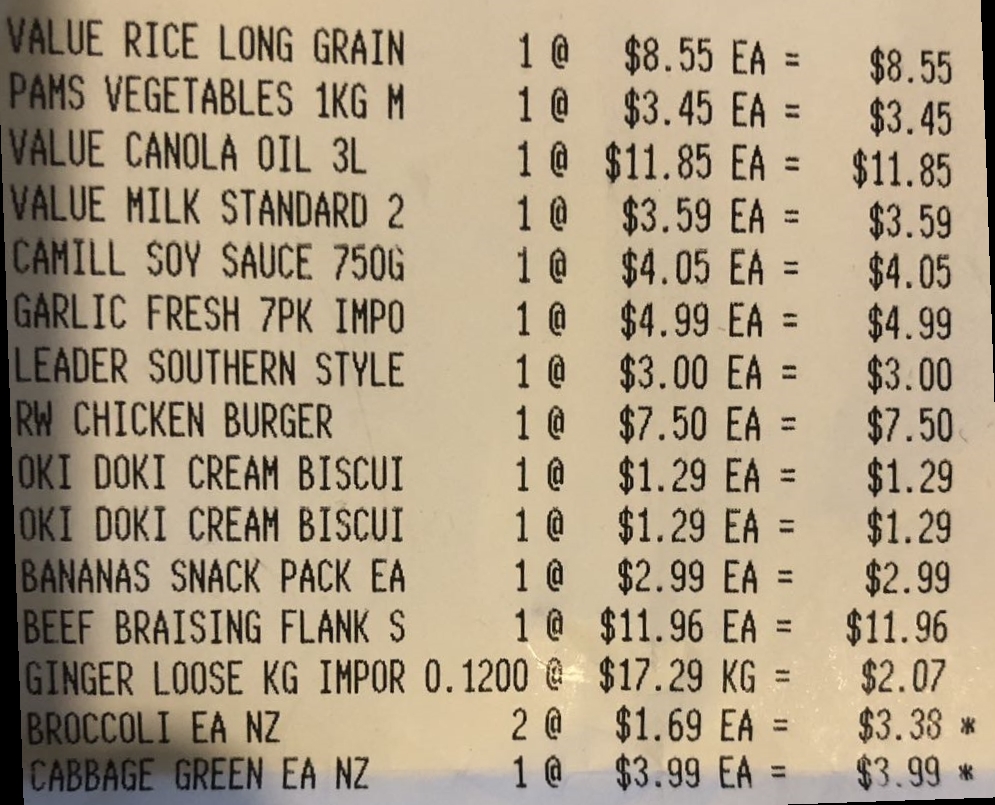 VALUE RICE LONG GRAIN 1 @ $8.55 EA = $8.55
PAMS VEGETABLES 1KG M 1 @ $3.45 EA = $3.45
VALUE CANOLA OIL 3L 1 @ $11.85 EA = $11.85
VALUE MILK STANDARD 2 1 @ $3.59 EA = $3.59
CAMILL SOY SAUCE 750G 1 @ $4.05 EA = $4.05
GARLIC FRESH 7PK IMPO 1 @ $4.99 EA = $4.99
LEADER SOUTHERN STYLE 1 @ $3.00 EA = $3.00
RW CHICKEN BURGER 1 @ $7.50 EA = $7.50
OKI DOKI CREAM BISCUI 1 @ $1.29 EA = $1.29
OKI DOKI CREAM BISCUI 1 @ $1.29 EA = $1.29
BANANAS SNACK PACK EA 1 @ $2.99 EA = $2.99
BEEF BRAISING FLANK S 1 @ $11.96 EA = $11.96
GINGER LOOSE KG IMPOR 0.1200 @ $17.29 KG = $2.07
BROCCOLI EA NZ 2 @ $1.69 EA = $3.38 *
CABBAGE GREEN EA NZ 1 @ $3.99 EA = $3.99 *